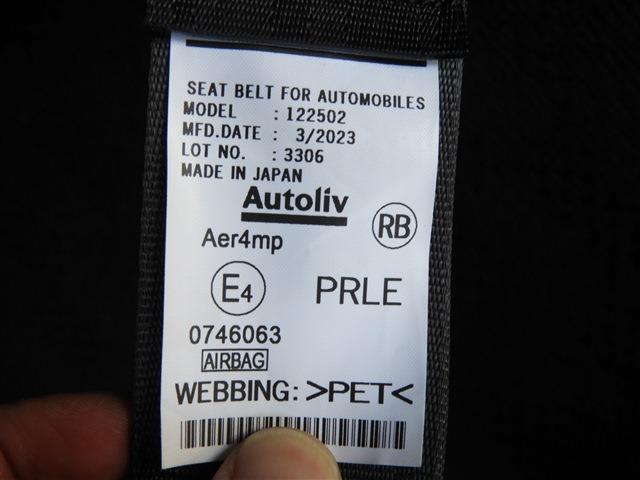 SEAT BELT FOR AUTOMOBILES
MODEL : 122502
MFD.DATE : 3/2023
LOT NO. : 3306
MADE IN JAPAN
Autoliv
RB
Aer4mp
E4
PRLE
0746063
AIRBAG
WEBBING: >PET<